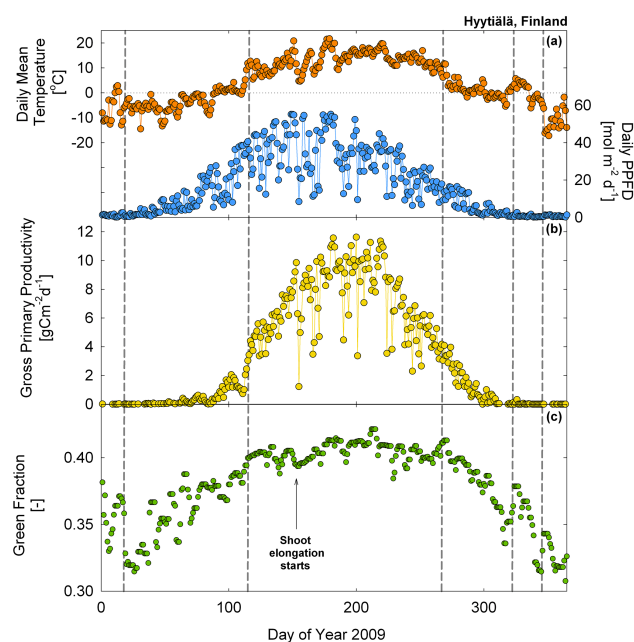 Hyytiälä, Finland
(a)
Daily Mean
Temperature
[°C]
20
10
0
-10
-20
60
40
20
0
Daily PPFD
[mol m-2 d-1]
(b)
Gross Primary Productivity
[gCm-2d-1]
12
10
8
6
4
2
0
(c)
Green Fraction
[-]
0.40
0.35
0.30
Shoot
elongation
starts
0
100
200
300
Day of Year 2009